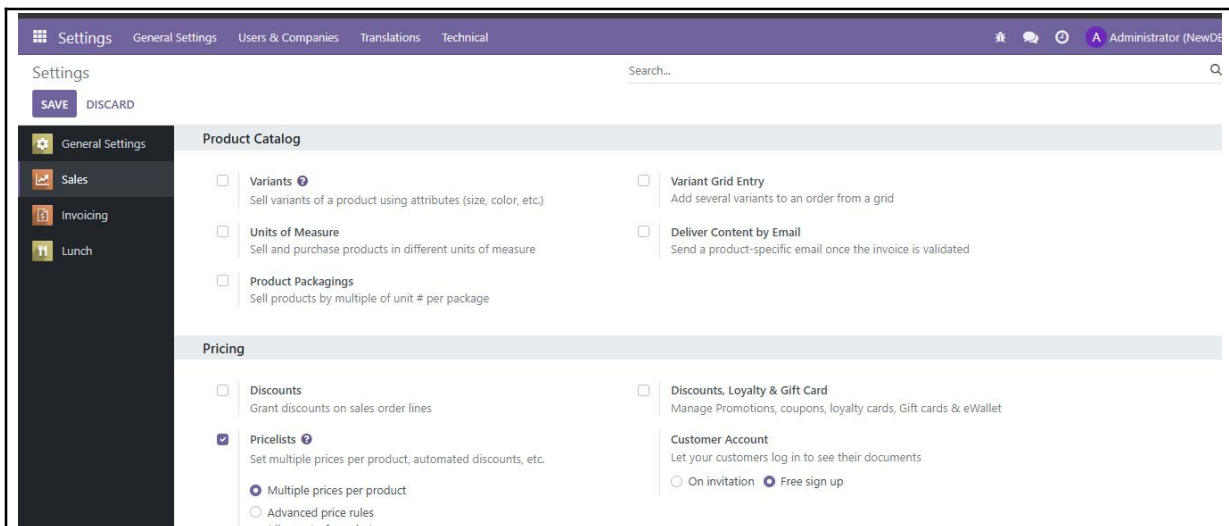 Settings General Settings Users & Companies Translations Technical A Administrator (NewDB
Settings Search...
SAVE DISCARD
General Settings
Sales
Invoicing
Lunch
Product Catalog
Variants
Sell variants of a product using attributes (size, color, etc.)
Variant Grid Entry
Add several variants to an order from a grid
Units of Measure
Sell and purchase products in different units of measure
Deliver Content by Email
Send a product-specific email once the invoice is validated
Product Packagings
Sell products by multiple of unit # per package
Pricing
Discounts
Grant discounts on sales order lines
Discounts, Loyalty & Gift Card
Manage Promotions, coupons, loyalty cards, Gift cards & eWallet
Pricelists
Set multiple prices per product, automated discounts, etc.
Multiple prices per product
Advanced price rules
Customer Account
Let your customers log in to see their documents
On invitation Free sign up